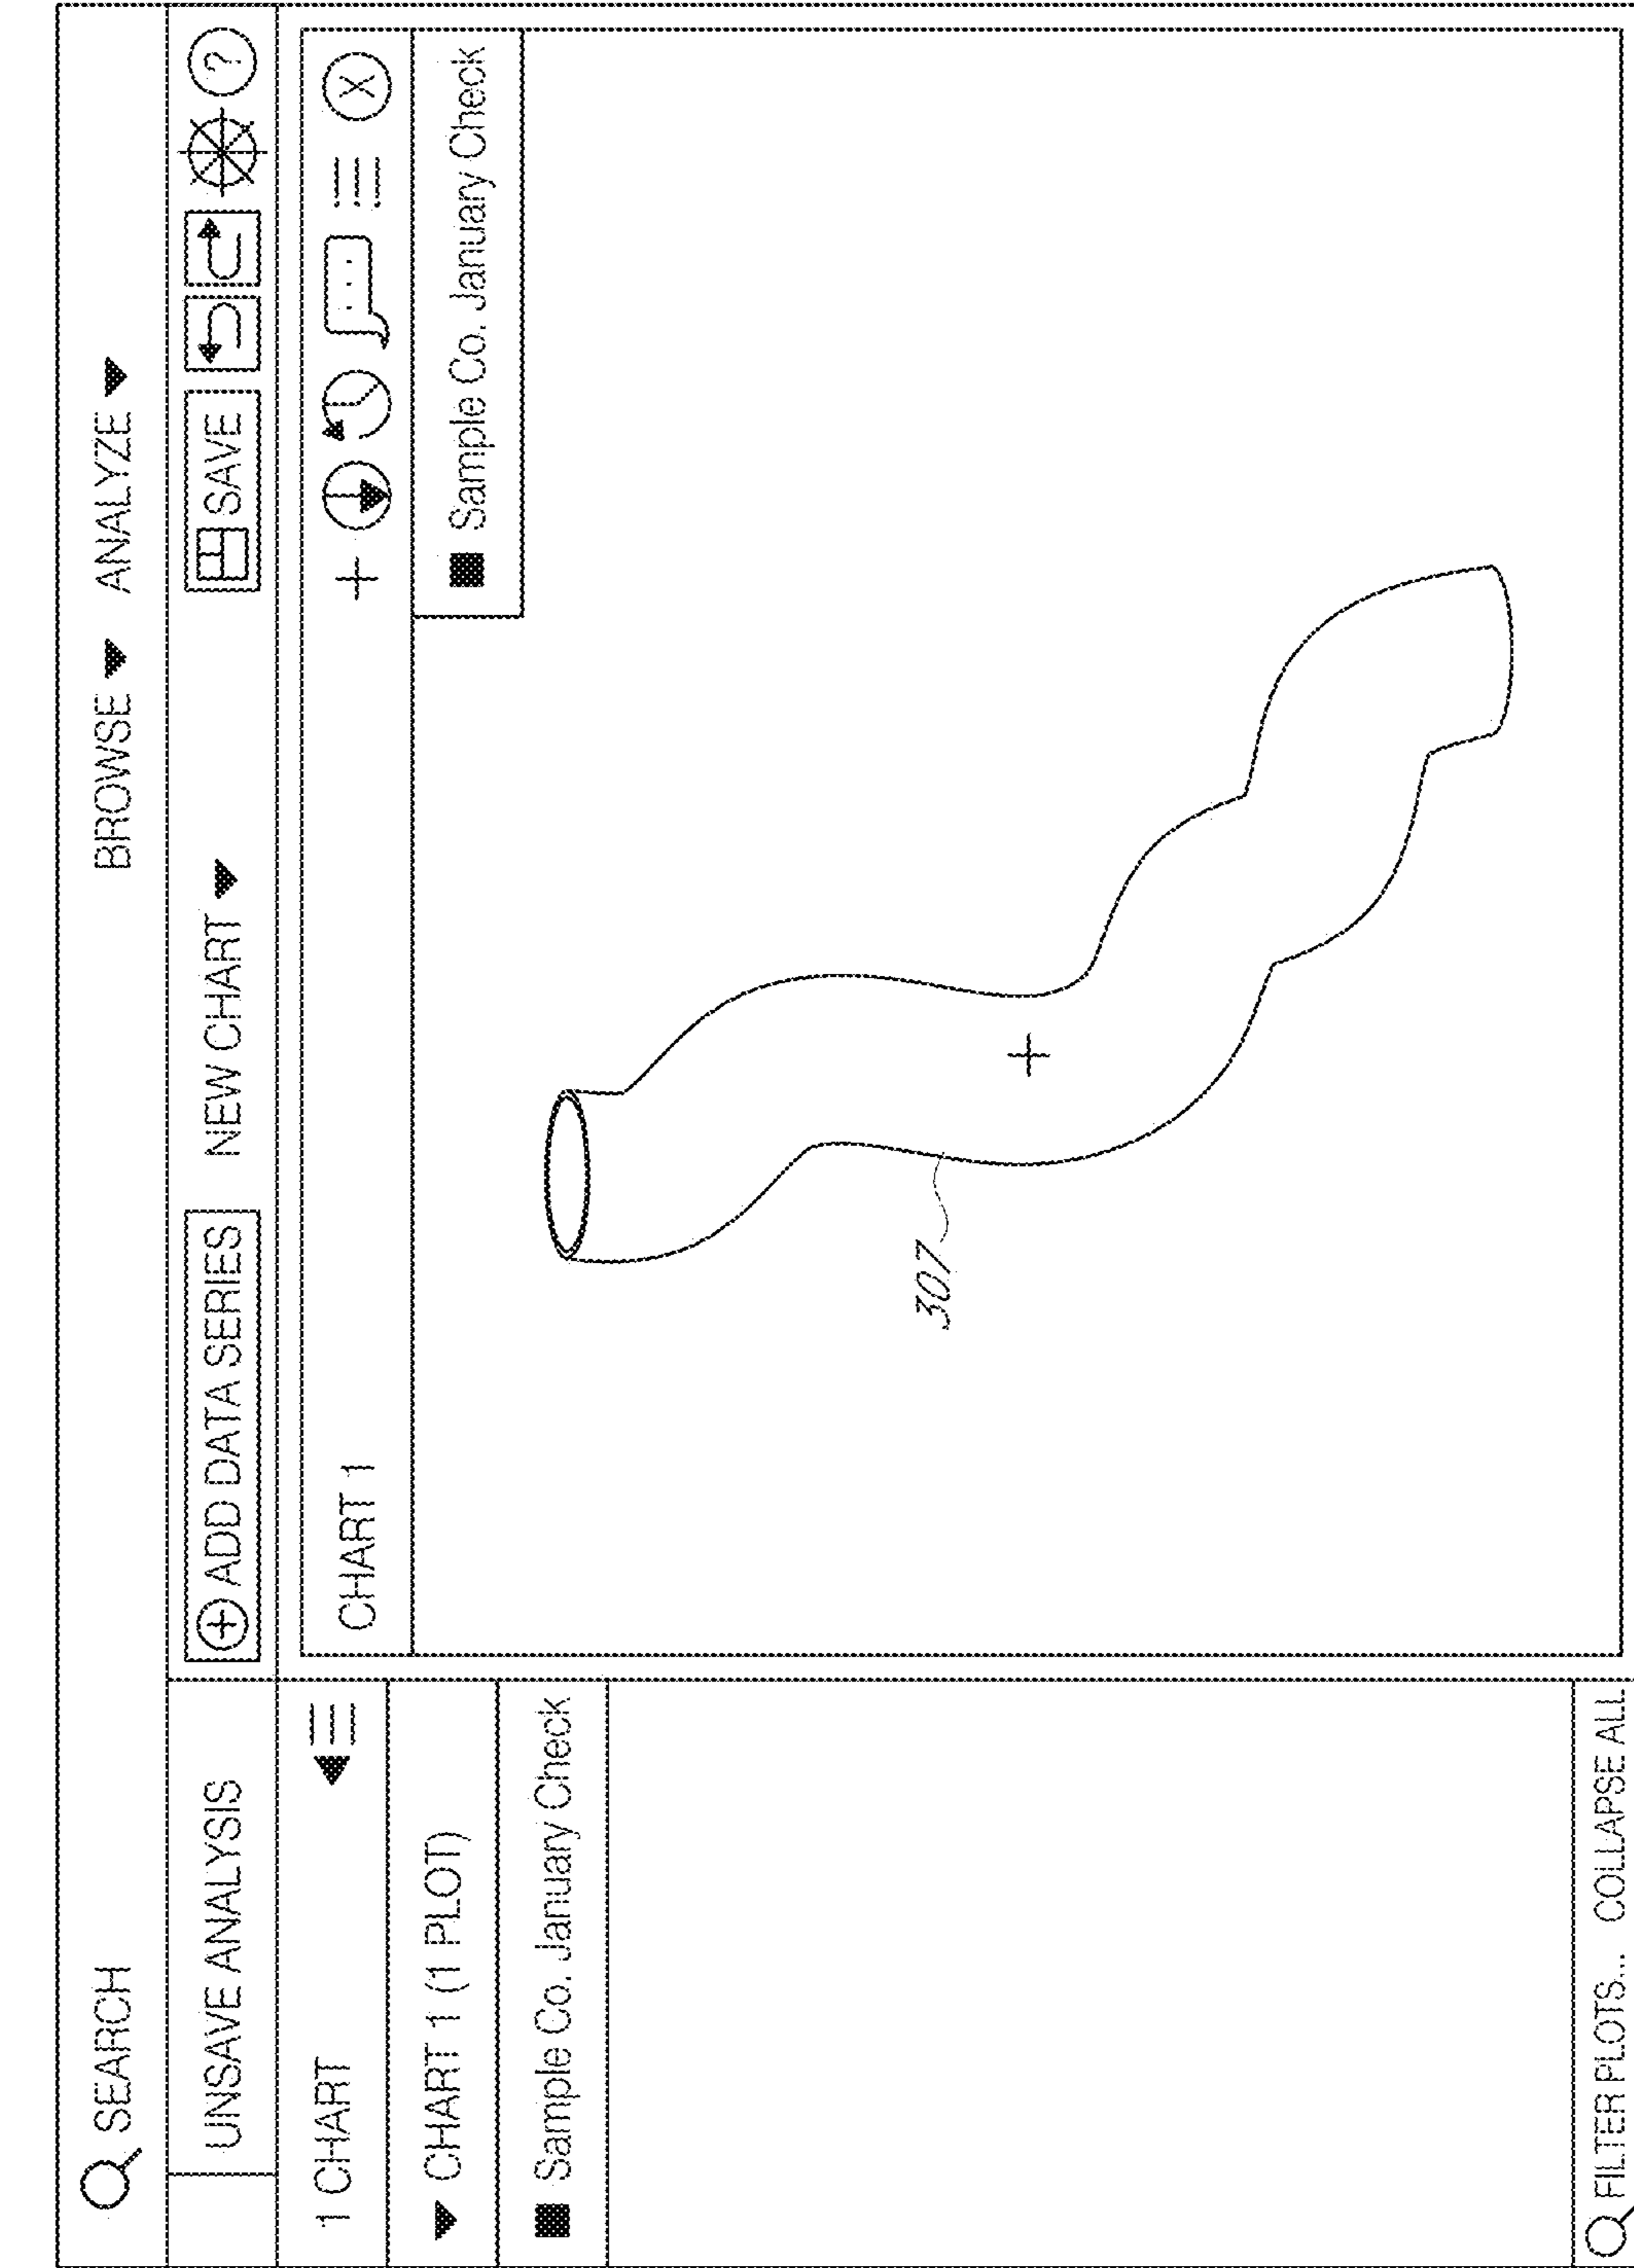 SEARCH BROWSE ANALYZE
UNSAVE ANALYSIS ADD DATA SERIES NEW CHART SAVE ?
1 CHART
CHART 1 X
CHART 1 (1 PLOT)
Sample Co. January Check
Sample Co. January Check
307
FILTER PLOTS... COLLAPSE ALL